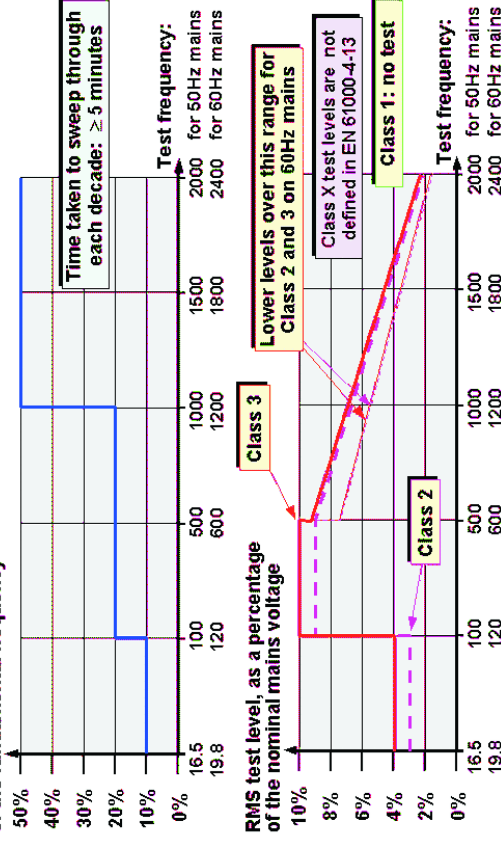 50%
40%
30%
20%
10%
0%
Time taken to sweep through
each decade: ≥ 5 minutes
Test frequency:
16.5 100 500 1000 1500 2000 for 50Hz mains
19.8 120 600 1200 1800 2400 for 60Hz mains
RMS test level, as a percentage
of the nominal mains voltage
10%
8%
6%
4%
2%
0%
Class 3
Lower levels over this range for
Class 2 and 3 on 60Hz mains
Class X test levels are not
defined in EN 61000-4-13
Class 1: no test
Class 2
Test frequency:
16.5 100 500 1000 1500 2000 for 50Hz mains
19.8 120 600 1200 1800 2400 for 60Hz mains